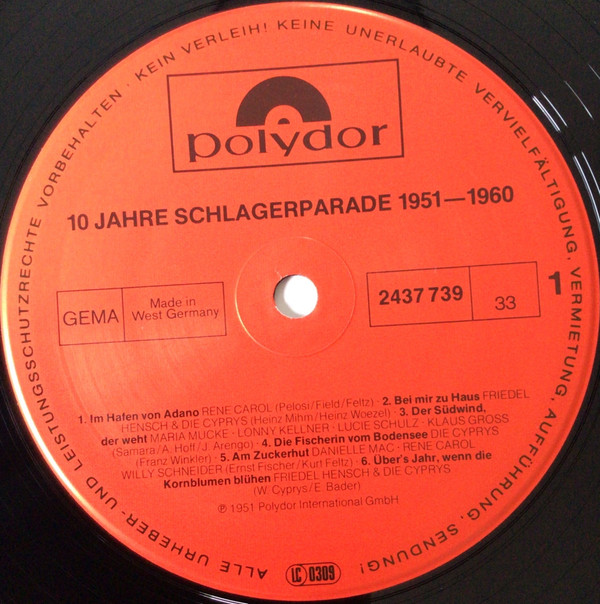 ALLE URHEBER- UND LEISTUNGSSCHUTZRECHTE VORBEHALTEN · KEIN VERLEIH! KEINE UNERLAUBTE VERVIELFÄLTIGUNG, VERMIETUNG, AUFFÜHRUNG, SENDUNG!
polydor
10 JAHRE SCHLAGERPARADE 1951—1960
GEMA
Made in
West Germany
2437 739
33
1
1. Im Hafen von Adano RENE CAROL (Pelosi/Field/Feltz) · 2. Bei mir zu Haus FRIEDEL
HENSCH & DIE CYPRYS (Heinz Mihm/Heinz Woezel) · 3. Der Südwind,
der weht MARIA MUCKE · LONNY KELLNER · LUCIE SCHULZ · KLAUS GROSS
(Samara/A. Hoff/J. Arengo) · 4. Die Fischerin vom Bodensee DIE CYPRYS
(Franz Winkler) · 5. Am Zuckerhut DANIELLE MAC · RENE CAROL
WILLY SCHNEIDER (Ernst Fischer/Kurt Feltz) · 6. Über's Jahr, wenn die
Kornblumen blühen FRIEDEL HENSCH & DIE CYPRYS
(W. Cyprys/E. Bader)
℗ 1951 Polydor International GmbH
LC 0309